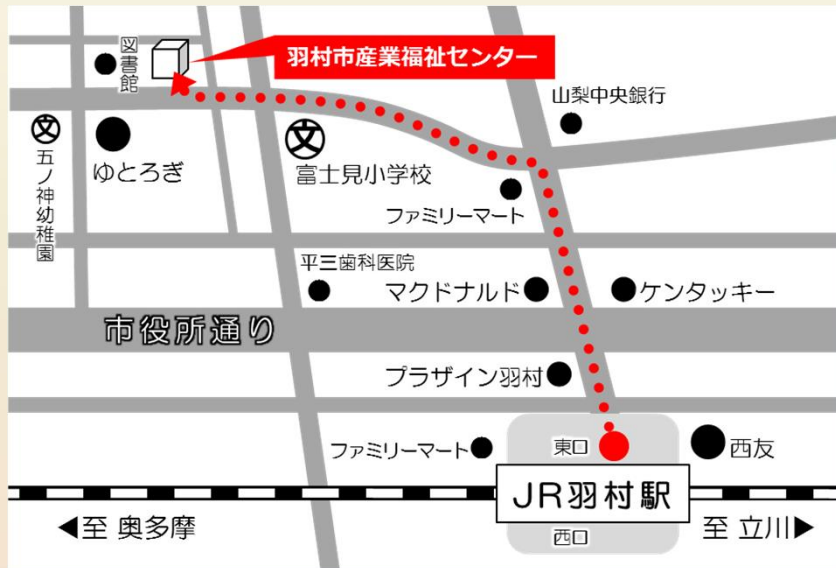 図書館
羽村市産業福祉センター
山梨中央銀行
文
五ノ神幼稚園
ゆとろぎ
文
富士見小学校
ファミリーマート
平三歯科医院
マクドナルド
ケンタッキー
市役所通り
プラザイン羽村
ファミリーマート
東口
西友
JR羽村駅
◀至 奥多摩
西口
至 立川▶